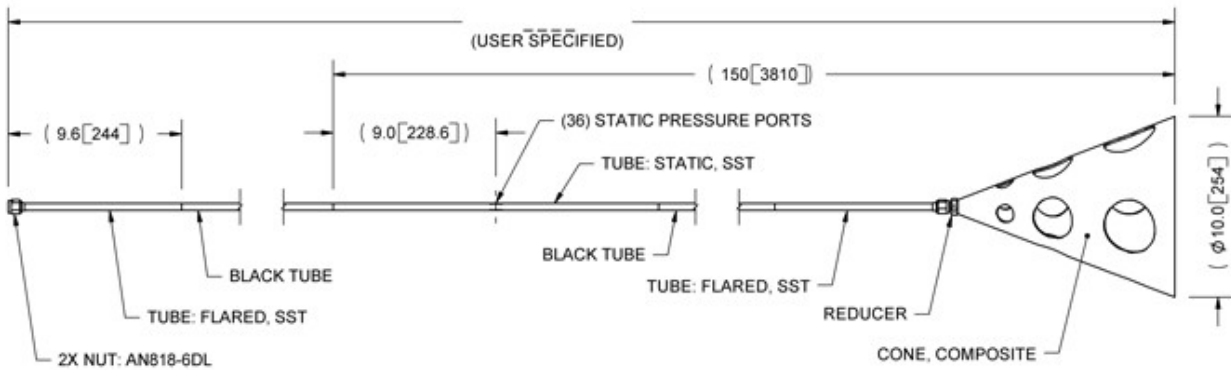 (USER SPECIFIED)
( 150[3810])
( 9.6[244] )
( 9.0[228.6] )
(36) STATIC PRESSURE PORTS
TUBE: STATIC, SST
( Ø10.0[254] )
BLACK TUBE
BLACK TUBE
TUBE: FLARED, SST
TUBE: FLARED, SST
REDUCER
2X NUT: AN818-6DL
CONE, COMPOSITE